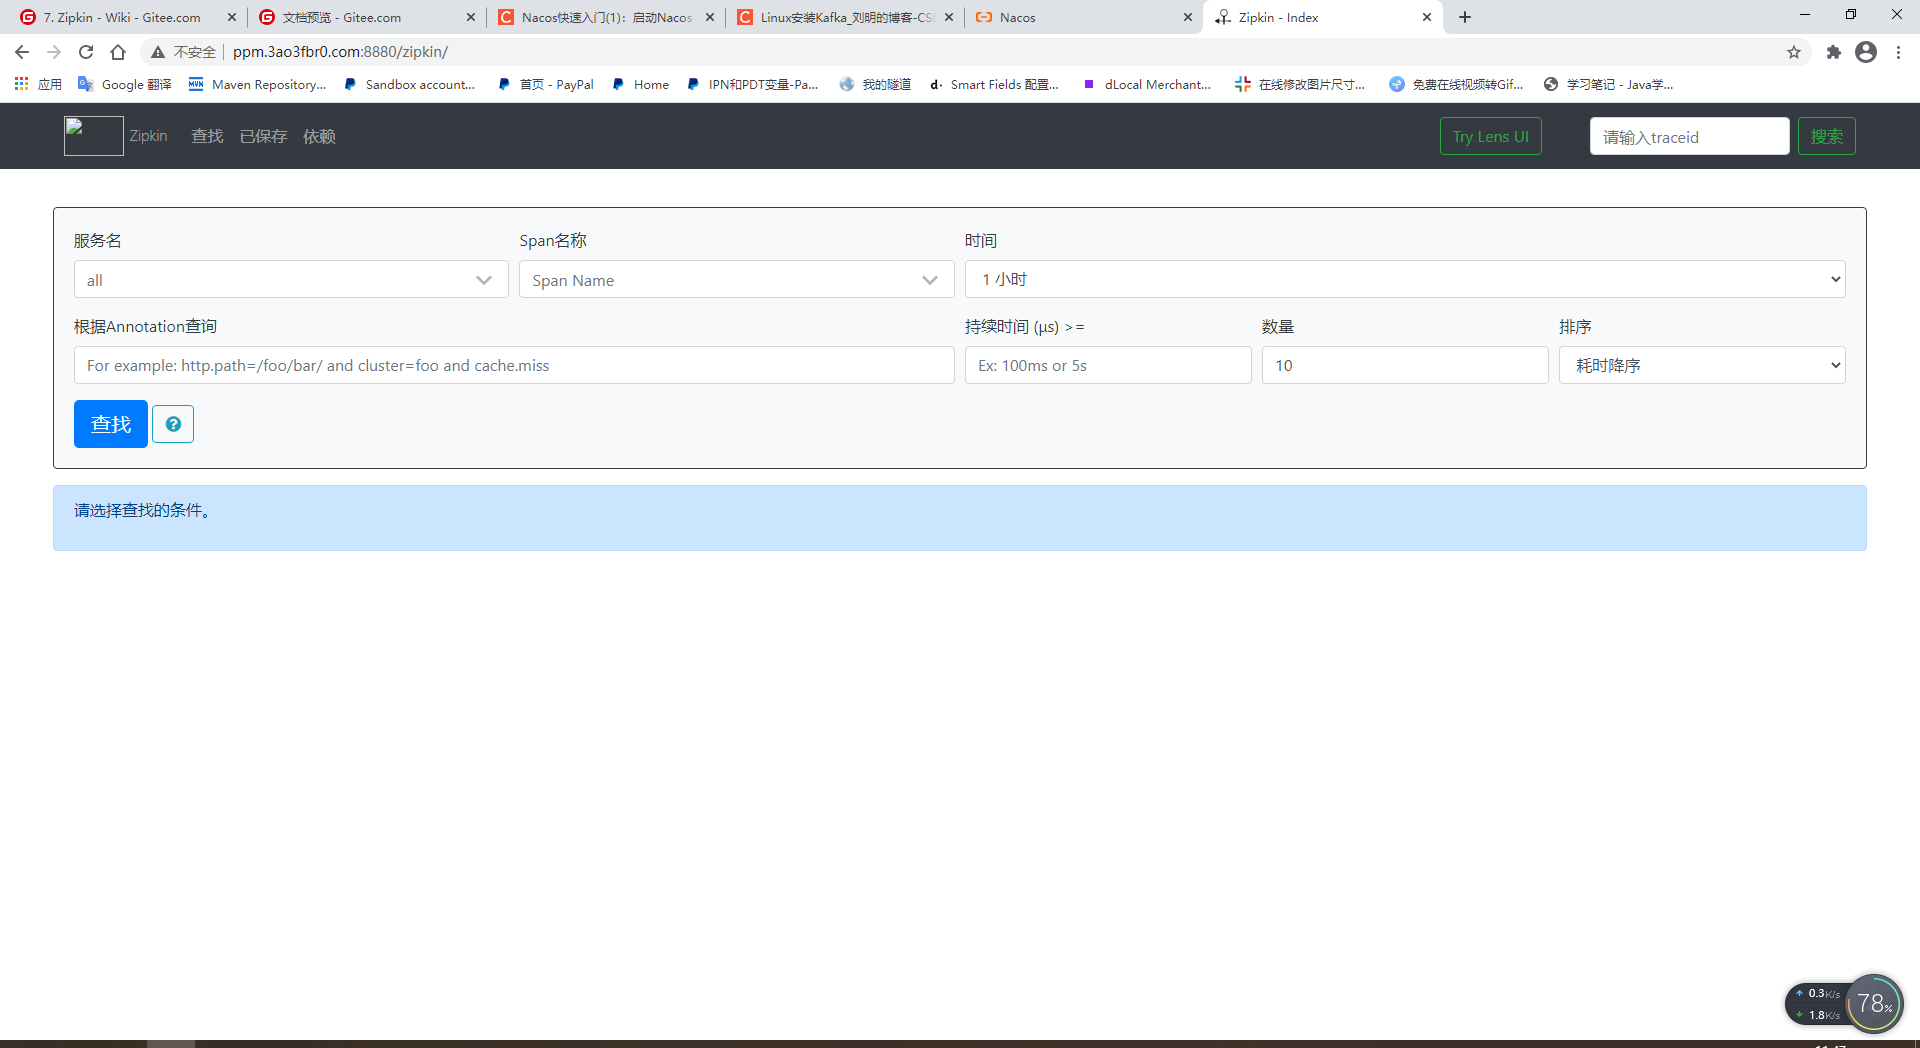 7. Zipkin - Wiki - Gitee.com
文档预览 - Gitee.com
Nacos快速入门(1)：启动Nacos
Linux安装Kafka_刘明的博客-CS
Nacos
Zipkin - Index
不安全 ppm.3ao3fbr0.com:8880/zipkin/
应用
Google 翻译
Maven Repository...
Sandbox account...
首页 - PayPal
Home
IPN和PDT变量-Pa...
我的隧道
Smart Fields 配置...
dLocal Merchant...
在线修改图片尺寸...
免费在线视频转Gif...
学习笔记 - Java学...
Zipkin 查找 已保存 依赖 Try Lens UI 请输入traceid 搜索
服务名 Span名称 时间
all Span Name 1 小时
根据Annotation查询 持续时间 (μs) >= 数量 排序
For example: http.path=/foo/bar/ and cluster=foo and cache.miss Ex: 100ms or 5s 10 耗时降序
查找 ?
请选择查找的条件。
0.3K/s
1.8K/s
78%